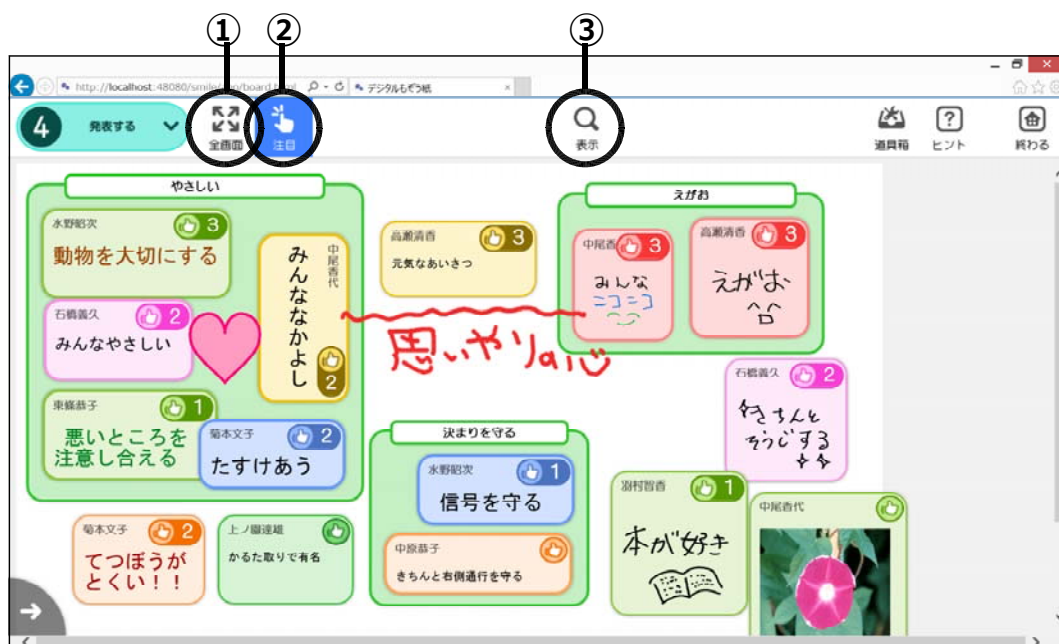 ① ② ③
http://localhost:48080/smile/
デジタルもぞう紙
4 発表する
全画面
注目
表示
道具箱
ヒント
終わる
やさしい
水野昭次 3
動物を大切にする
中尾香代
みんななかよし
2
石橋義久 2
みんなやさしい
東條恭子 1
悪いところを
注意し合える
菊本文子 2
たすけあう
高瀬清香 3
元気なあいさつ
思いやりの心
えがお
中尾香 3
みんな
ニコニコ
高瀬清香 3
えがお
石橋義久 2
きちんと
そうじする
決まりを守る
水野昭次 1
信号を守る
中原恭子
きちんと右側通行を守る
羽村智香 1
本が好き
中尾香代
菊本文子 2
てつぼうが
とくい!!
上ノ園達雄
かるた取りで有名